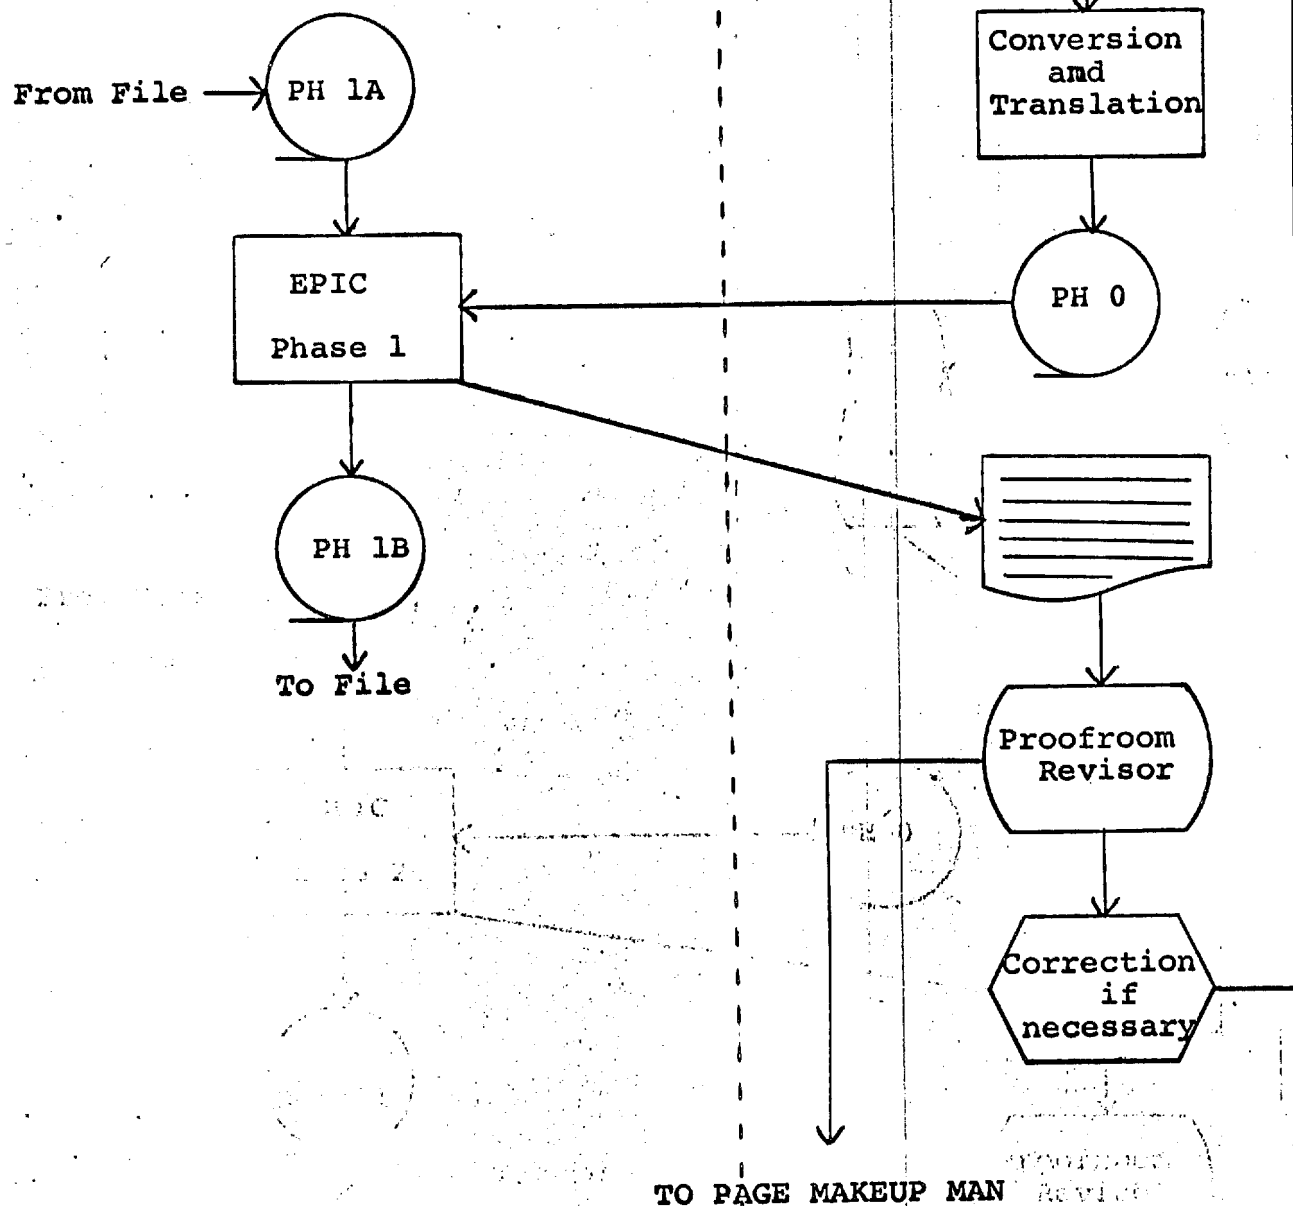 From File
PH 1A
EPIC
Phase 1
PH 1B
To File
Conversion
and
Translation
PH 0
Proofroom
Revisor
Correction
if
necessary
TO PAGE MAKEUP MAN